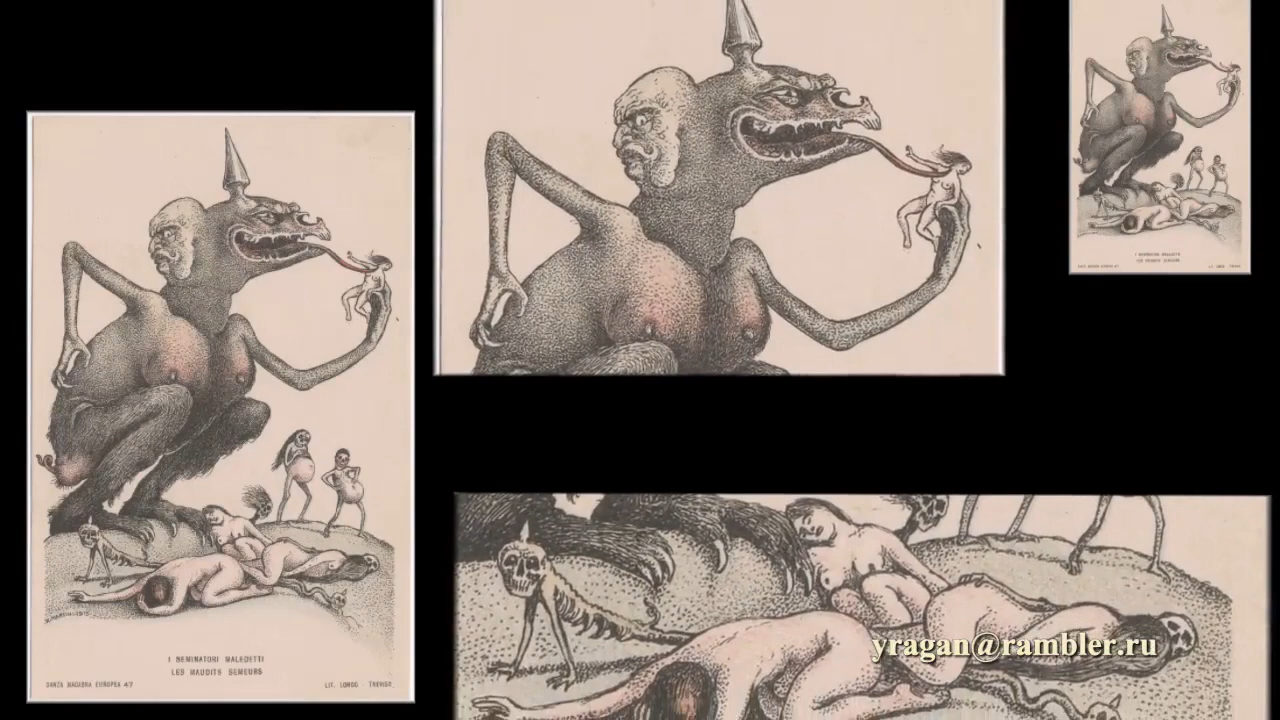 I SEMINATORI MALEDETTI
LES MAUDITS SEMEURS
DANZA MACABRA EUROPEA 47
LIT. LONGO - TREVISO
yragan@rambler.ru